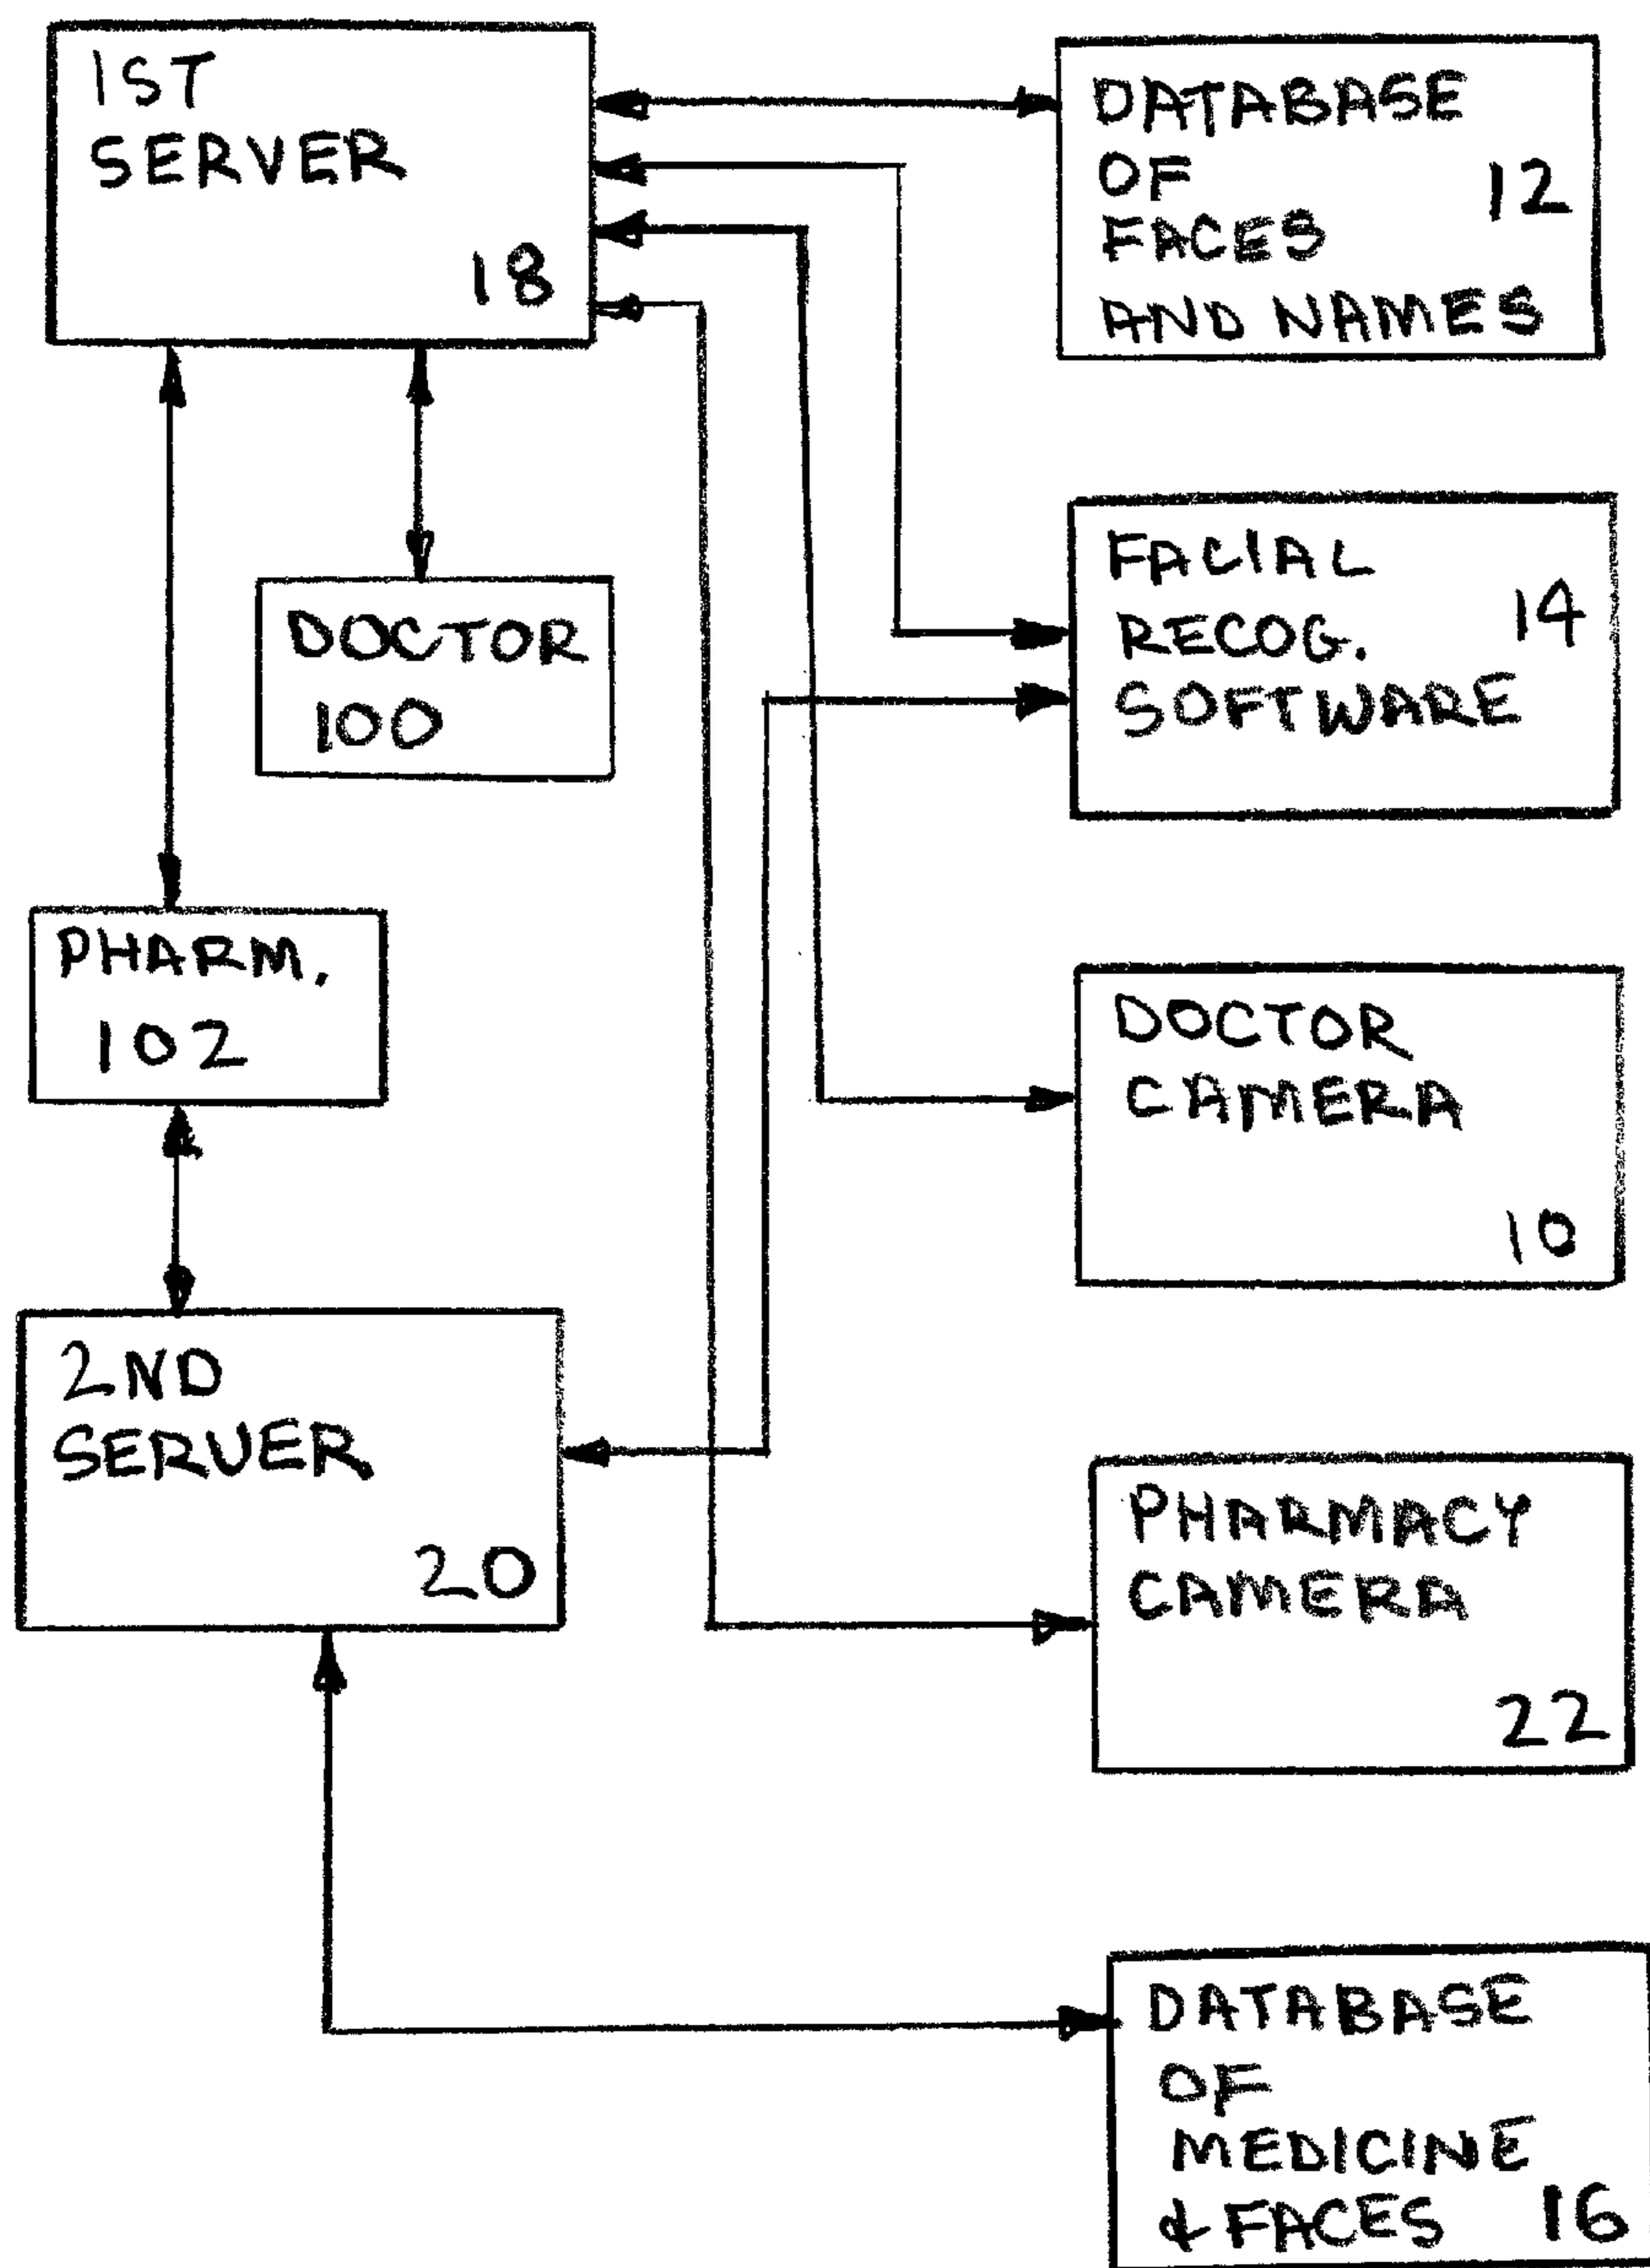 1ST
SERVER
18
DATABASE
OF
FACES
AND NAMES
12
DOCTOR
100
FACIAL
RECOG.
SOFTWARE
14
PHARM.
102
DOCTOR
CAMERA
10
2ND
SERVER
20
PHARMACY
CAMERA
22
DATABASE
OF
MEDICINE
& FACES 16